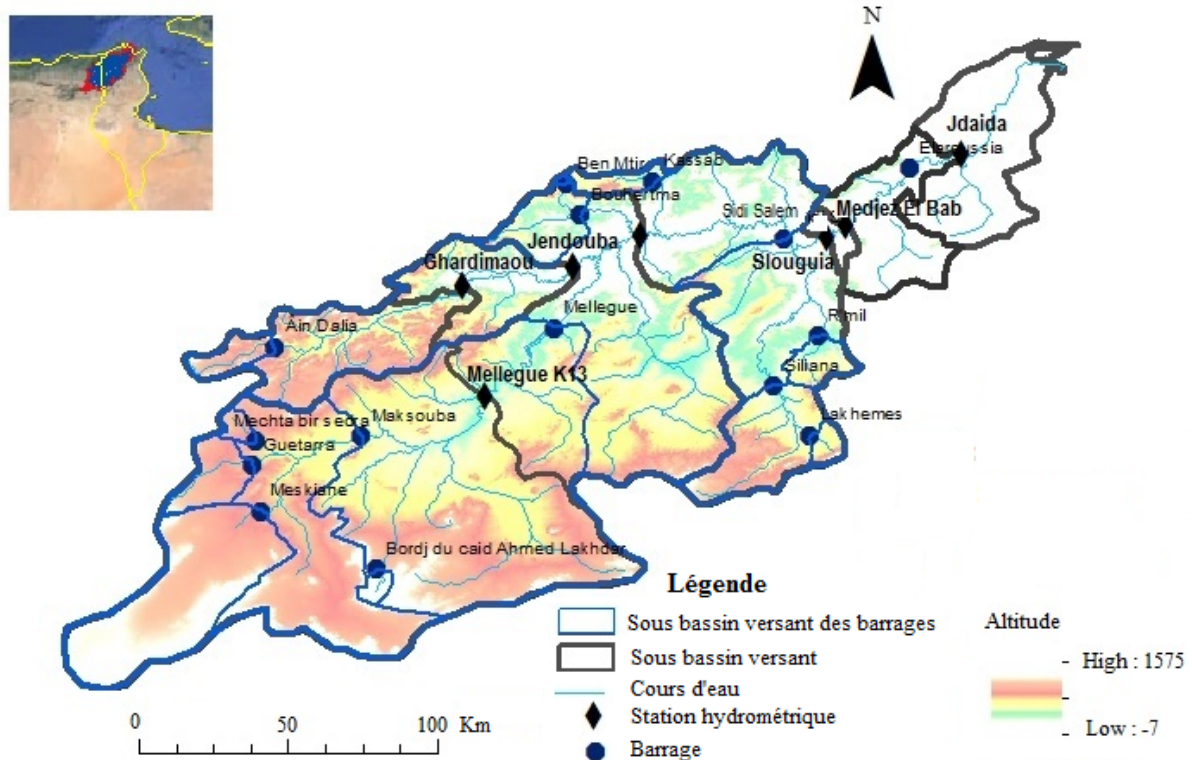 N
Jdaida
Elaroussia
Ben Mtir
Kassab
Bouhertma
Sidi Salem
Medjez El Bab
Jendouba
Slouguia
Ghardimaou
Mellegue
Rmil
Ain Dalia
Siliana
Mellegue K13
Lakhemes
Mechta bir sedra
Maksouba
Guetarra
Meskiane
Bordj du caid Ahmed Lakhdar
Légende
Sous bassin versant des barrages
Sous bassin versant
Cours d'eau
Station hydrométrique
Barrage
Altitude
High : 1575
Low : -7
0 50 100 Km